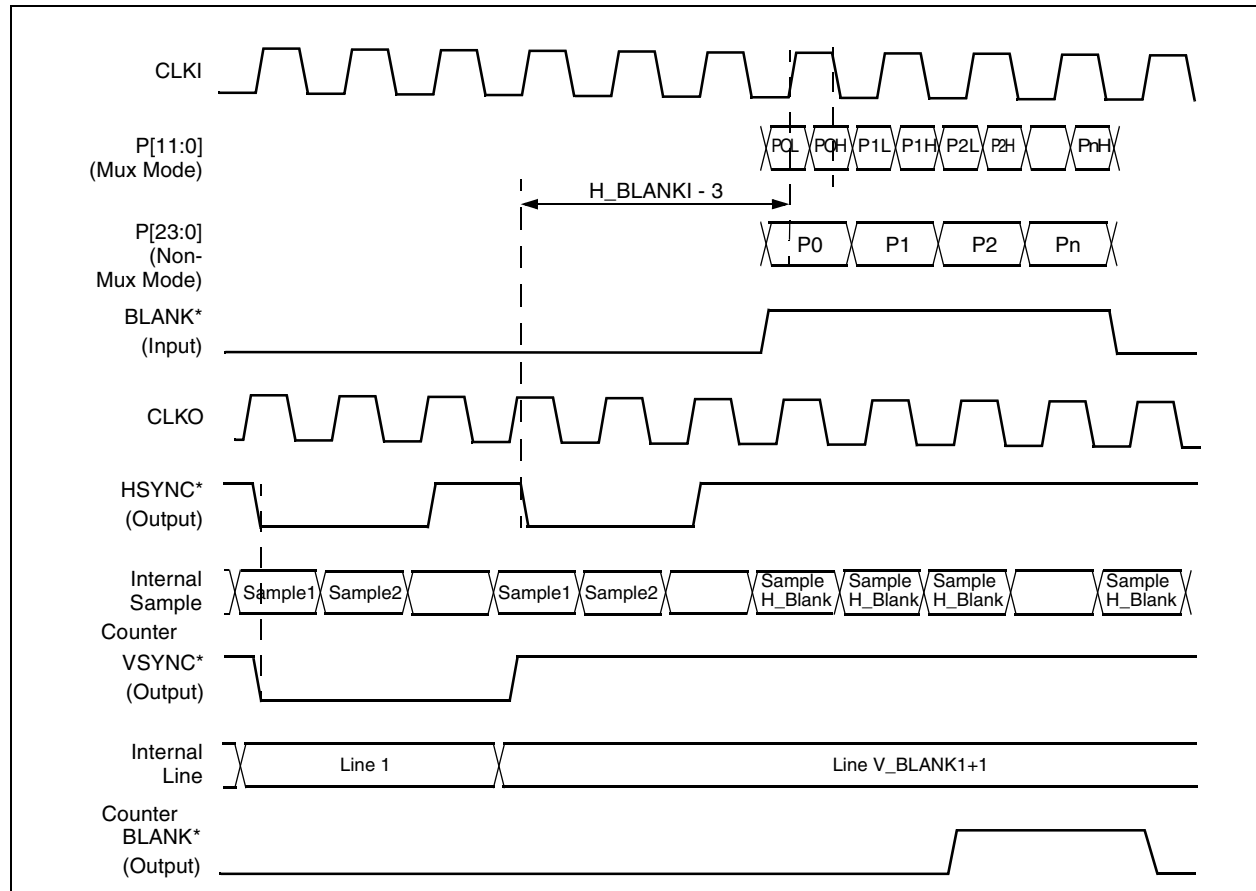 CLKI
P[11:0]
(Mux Mode)
P0L P0H P1L P1H P2L P2H PnH
H_BLANKI - 3
P[23:0]
(Non-
Mux Mode)
P0 P1 P2 Pn
BLANK*
(Input)
CLKO
HSYNC*
(Output)
Internal
Sample
Counter
Sample1 Sample2 Sample1 Sample2
Sample Sample Sample Sample
H_Blank H_Blank H_Blank H_Blank
VSYNC*
(Output)
Internal
Line
Counter
Line 1 Line V_BLANK1+1
BLANK*
(Output)